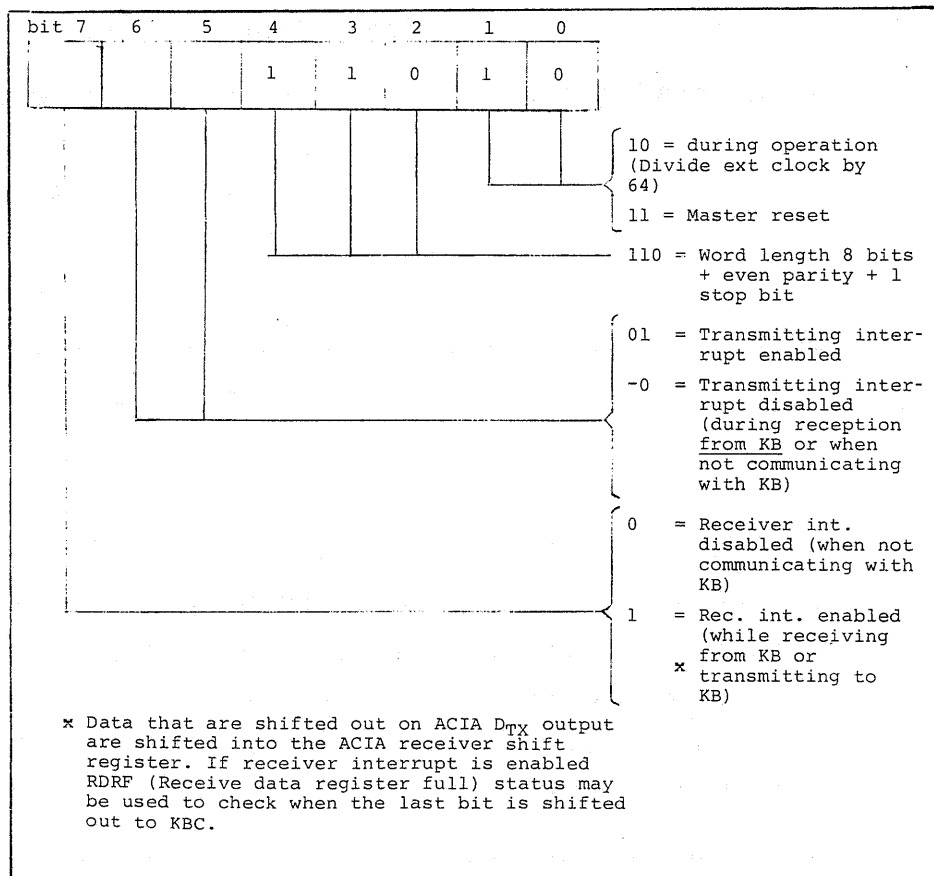 bit 7 6 5 4 3 2 1 0
1 1 0 1 0
10 = during operation
(Divide ext clock by
64)
11 = Master reset
110 = Word length 8 bits
+ even parity + 1
stop bit
01 = Transmitting inter-
rupt enabled
-0 = Transmitting inter-
rupt disabled
(during reception
from KB or when
not communicating
with KB)
0 = Receiver int.
disabled (when not
communicating with
KB)
1 = Rec. int. enabled
(while receiving
from KB or
x transmitting to
KB)
x Data that are shifted out on ACIA DTX output
are shifted into the ACIA receiver shift
register. If receiver interrupt is enabled
RDRF (Receive data register full) status may
be used to check when the last bit is shifted
out to KBC.